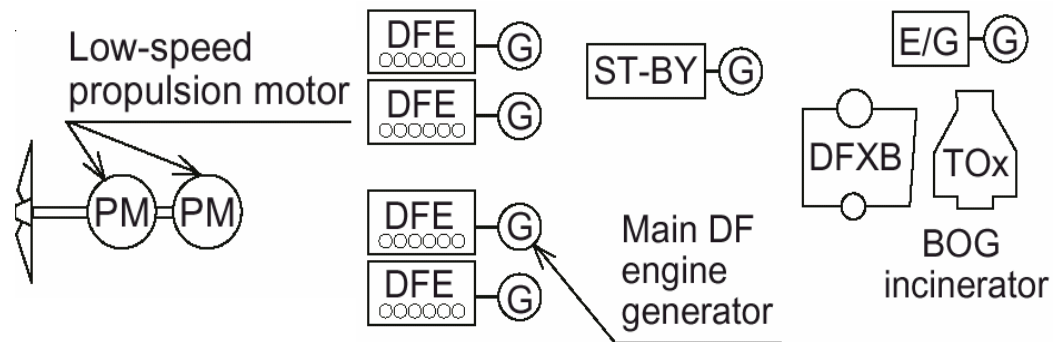 Low-speed
propulsion motor
PM
PM
DFE
G
DFE
G
DFE
G
DFE
G
ST-BY
G
Main DF
engine
generator
E/G
G
DFXB
TOx
BOG
incinerator